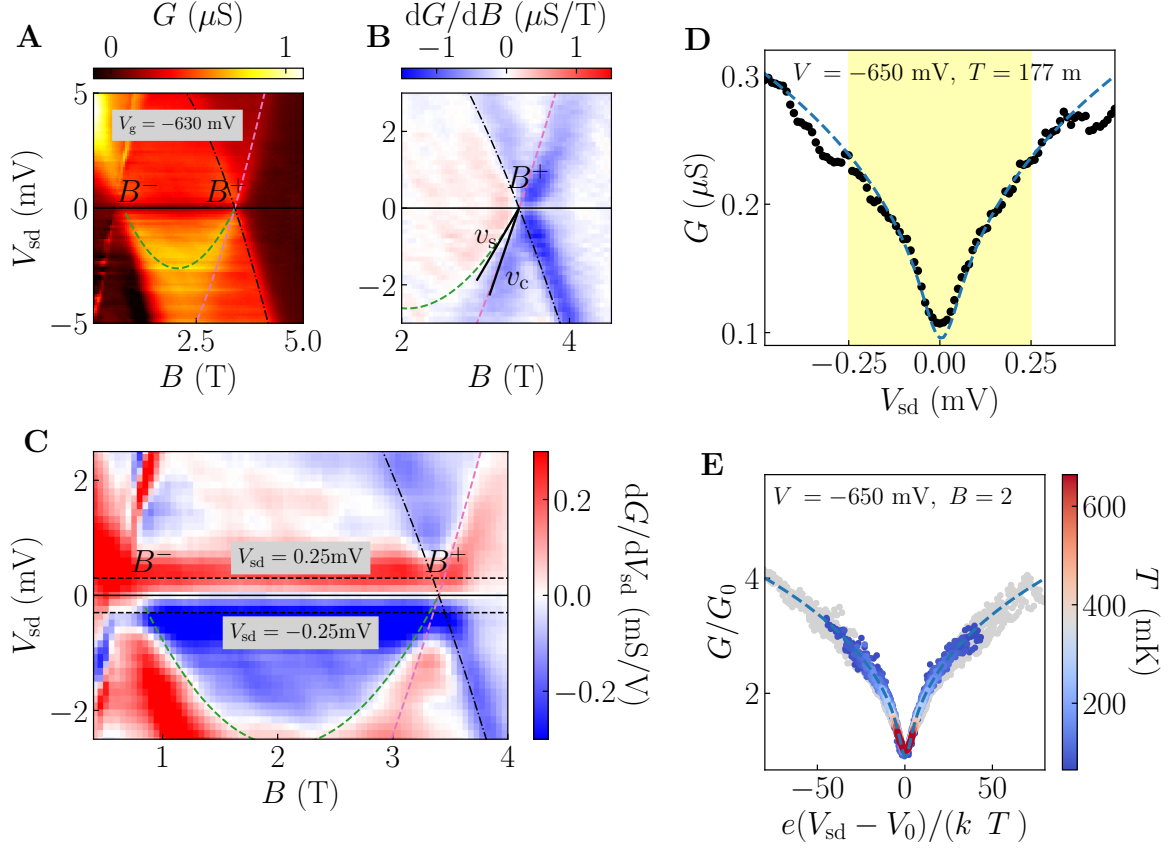 A
G (μS)
0 1
5
0
−5
V_sd (mV)
V_g = −630 mV
B⁻ B⁺
2.5 5.0
B (T)
B
dG/dB (μS/T)
−1 0 1
2
0
−2
B⁺
v_s
v_c
2 4
B (T)
C
2
0
−2
V_sd (mV)
B⁻ V_sd = 0.25mV B⁺
V_sd = −0.25mV
1 2 3 4
B (T)
0.2
0.0
−0.2
dG/dV_sd (mS/V)
D
V = −650 mV, T = 177 m
0.3
0.2
0.1
G (μS)
−0.25 0.00 0.25
V_sd (mV)
E
V = −650 mV, B = 2
4
2
G/G₀
−50 0 50
e(V_sd − V₀)/(k T )
600
400
200
T (mK)